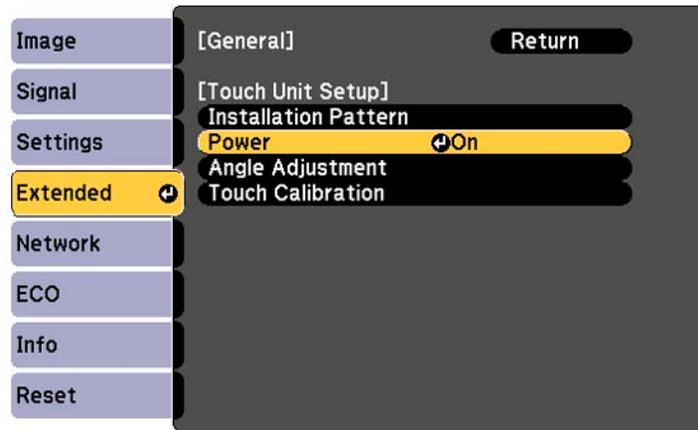 Image
Signal
Settings
Extended
Network
ECO
Info
Reset
[General] Return
[Touch Unit Setup]
Installation Pattern
Power On
Angle Adjustment
Touch Calibration